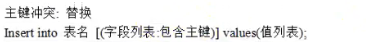 主键冲突: 替换
Insert into 表名 [(字段列表:包含主键)] values(值列表);